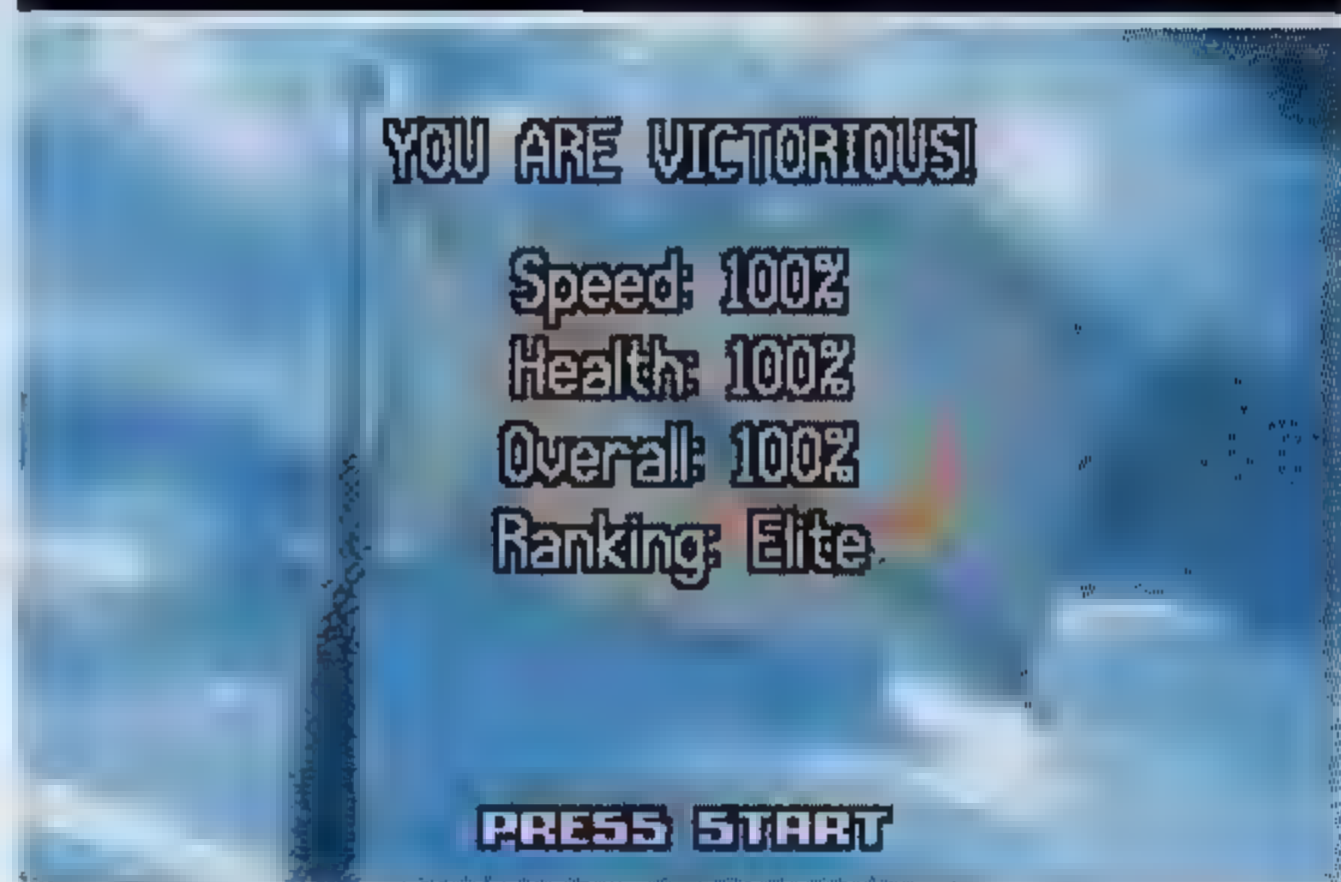 YOU ARE VICTORIOUS!
Speed: 100%
Health: 100%
Overall: 100%
Ranking: Elite
PRESS START